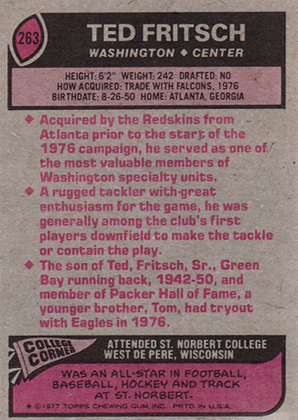 263
TED FRITSCH
WASHINGTON ◆ CENTER
HEIGHT: 6'2" WEIGHT: 242 DRAFTED: NO
HOW ACQUIRED: TRADE WITH FALCONS, 1976
BIRTHDATE: 8-26-50 HOME: ATLANTA, GEORGIA
◆ Acquired by the Redskins from
Atlanta prior to the start of the
1976 campaign, he served as one of
the most valuable members of
Washington specialty units.
◆ A rugged tackler with great
enthusiasm for the game, he was
generally among the club's first
players downfield to make the tackle
or contain the play.
◆ The son of Ted, Fritsch, Sr., Green
Bay running back, 1942-50, and
member of Packer Hall of Fame, a
younger brother, Tom, had tryout
with Eagles in 1976.
COLLEGE
CORNER
ATTENDED ST. NORBERT COLLEGE
WEST DE PERE, WISCONSIN
WAS AN ALL-STAR IN FOOTBALL,
BASEBALL, HOCKEY AND TRACK
AT ST. NORBERT.
* © 1977 TOPPS CHEWING GUM, INC. PRTD IN U.S.A.